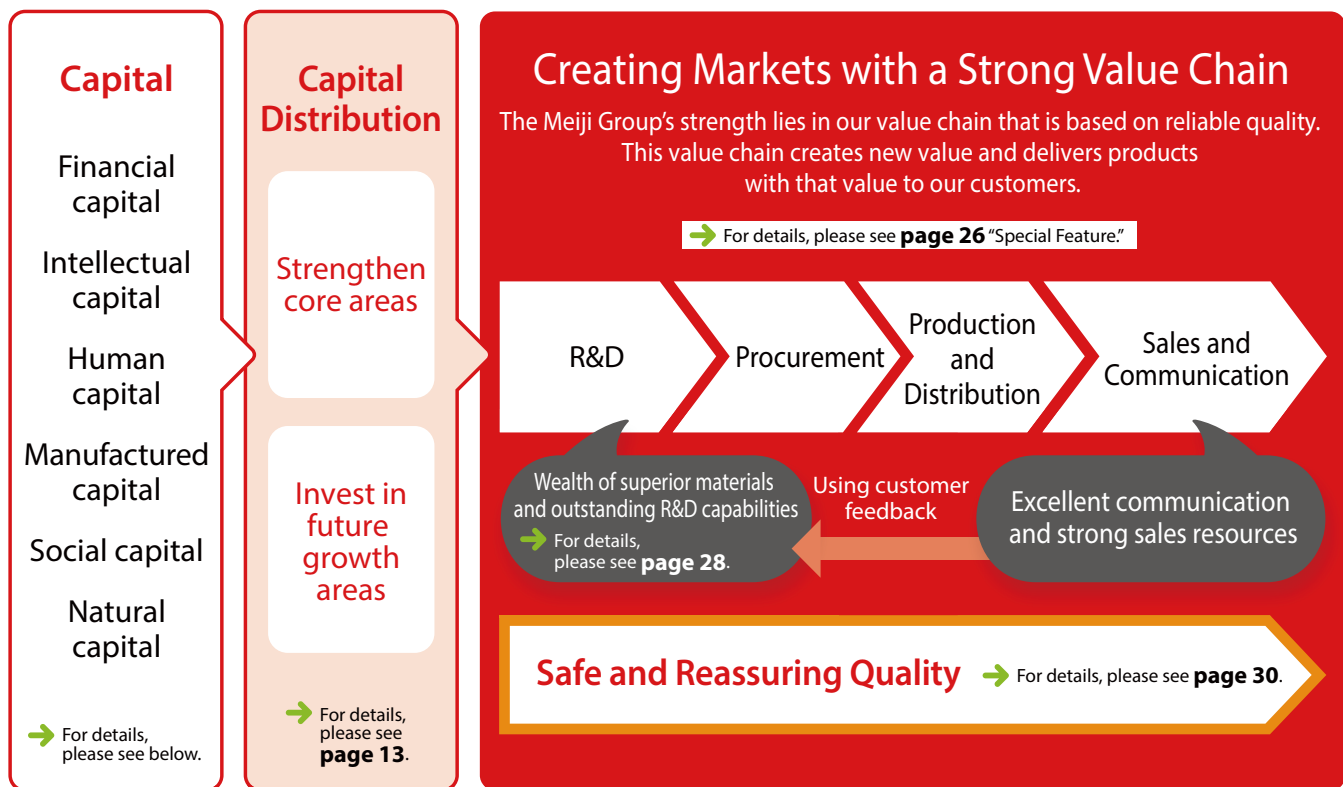 Capital
Financial
capital
Intellectual
capital
Human
capital
Manufactured
capital
Social capital
Natural
capital
For details,
please see below.
Capital
Distribution
Strengthen
core areas
Invest in
future
growth
areas
For details,
please see
page 13.
Creating Markets with a Strong Value Chain
The Meiji Group’s strength lies in our value chain that is based on reliable quality.
This value chain creates new value and delivers products
with that value to our customers.
For details, please see page 26 “Special Feature.”
R&D
Procurement
Production
and
Distribution
Sales and
Communication
Wealth of superior materials
and outstanding R&D capabilities
For details,
please see page 28.
Using customer
feedback
Excellent communication
and strong sales resources
Safe and Reassuring Quality
For details, please see page 30.